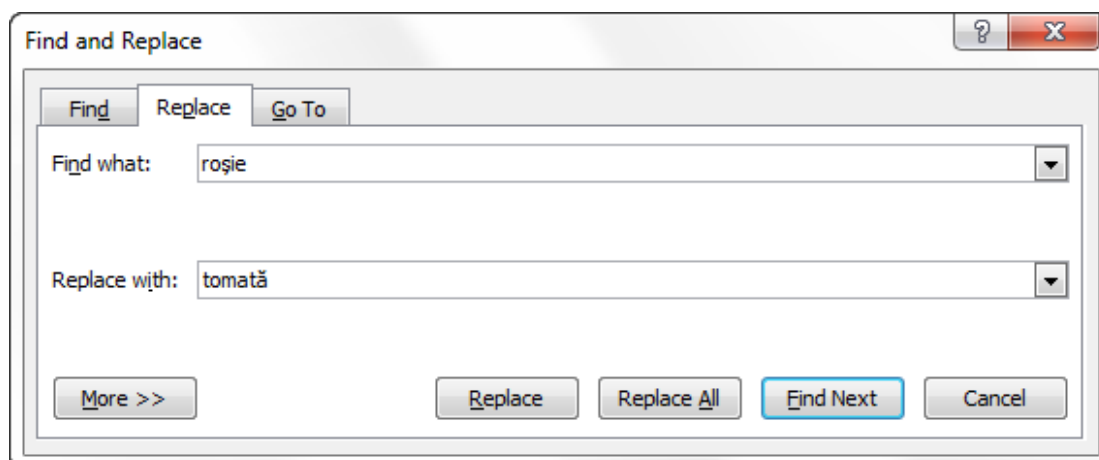 Find and Replace
Find Replace Go To
Find what: roşie
Replace with: tomată
More >> Replace Replace All Find Next Cancel